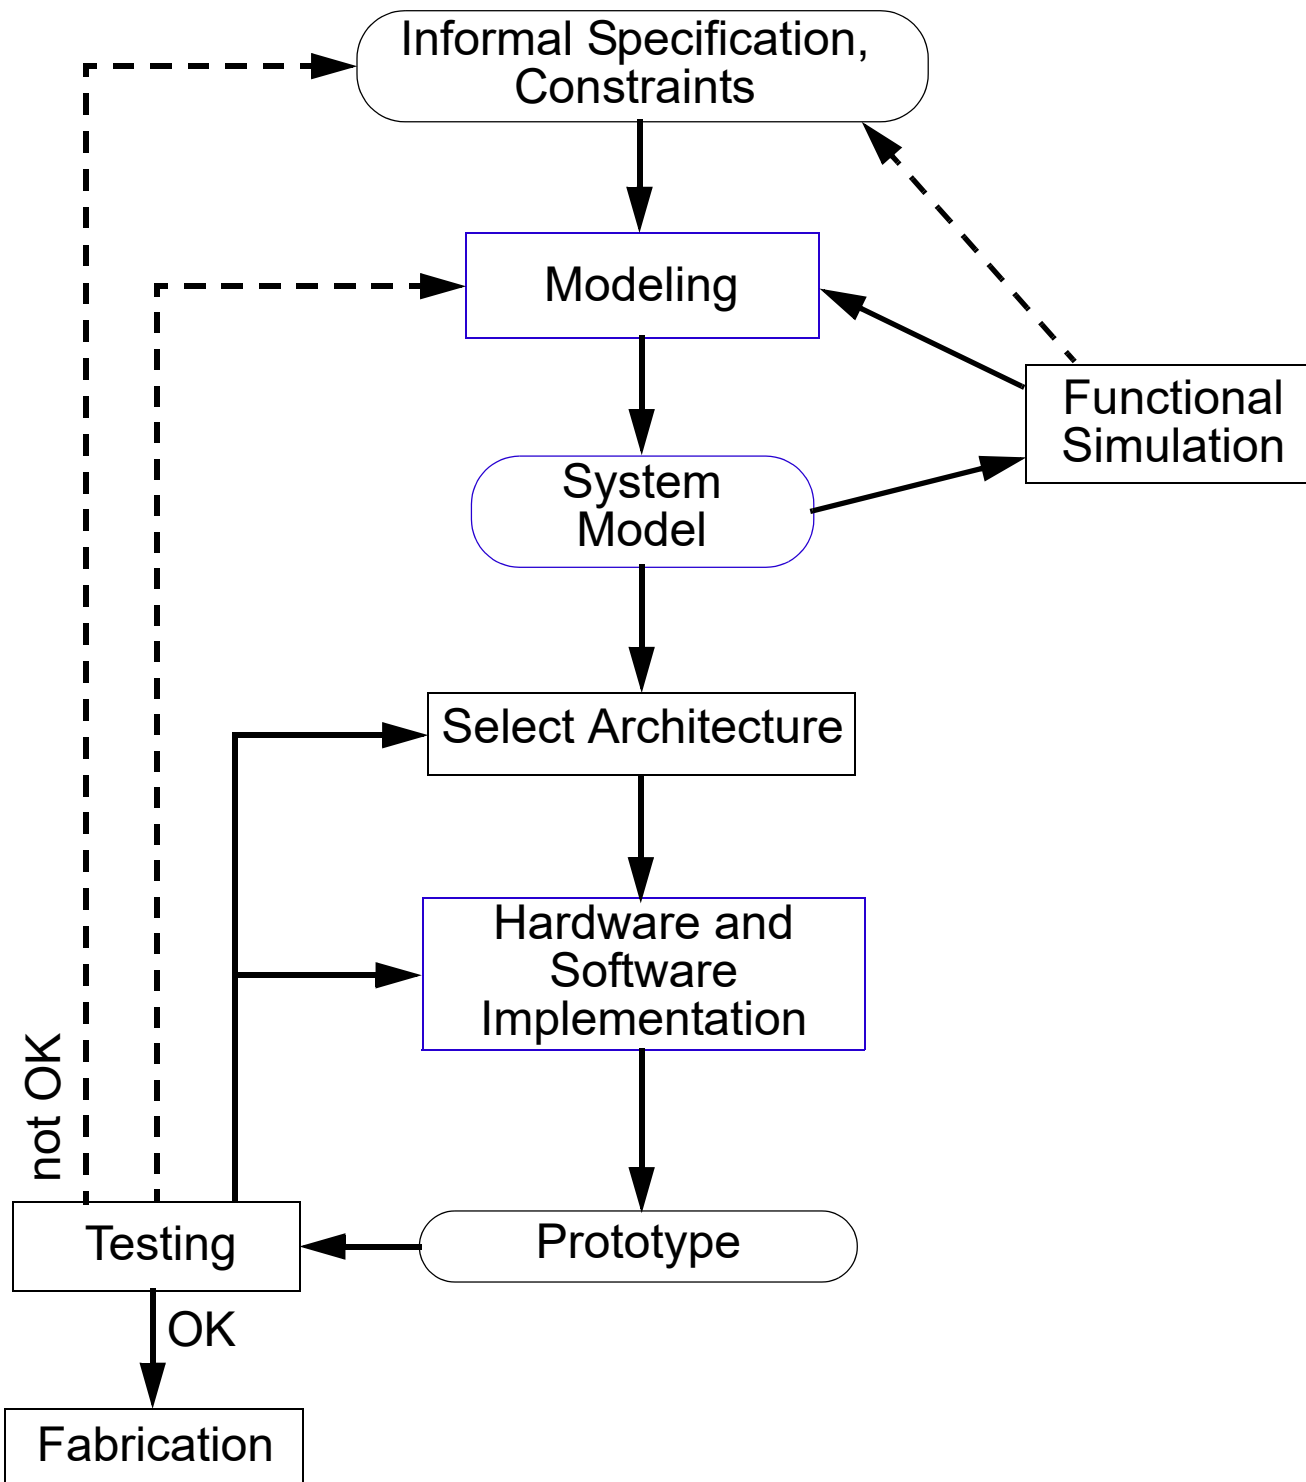 Informal Specification,
Constraints
Modeling
Functional
Simulation
System
Model
Select Architecture
Hardware and
Software
Implementation
not OK
Testing
Prototype
OK
Fabrication